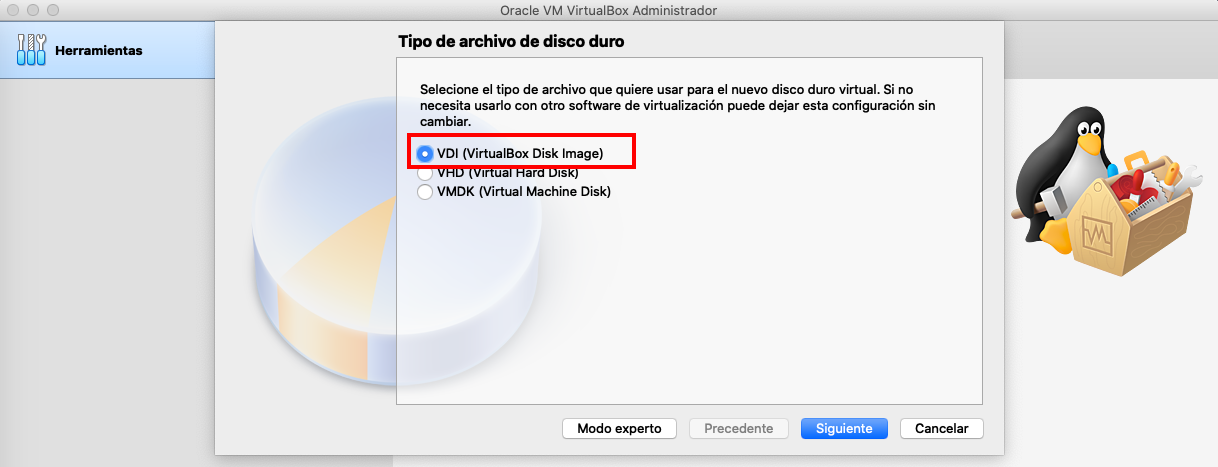 Oracle VM VirtualBox Administrador
Herramientas
Tipo de archivo de disco duro
Selecione el tipo de archivo que quiere usar para el nuevo disco duro virtual. Si no
necesita usarlo con otro software de virtualización puede dejar esta configuración sin
cambiar.
VDI (VirtualBox Disk Image)
VHD (Virtual Hard Disk)
VMDK (Virtual Machine Disk)
Modo experto
Precedente
Siguiente
Cancelar